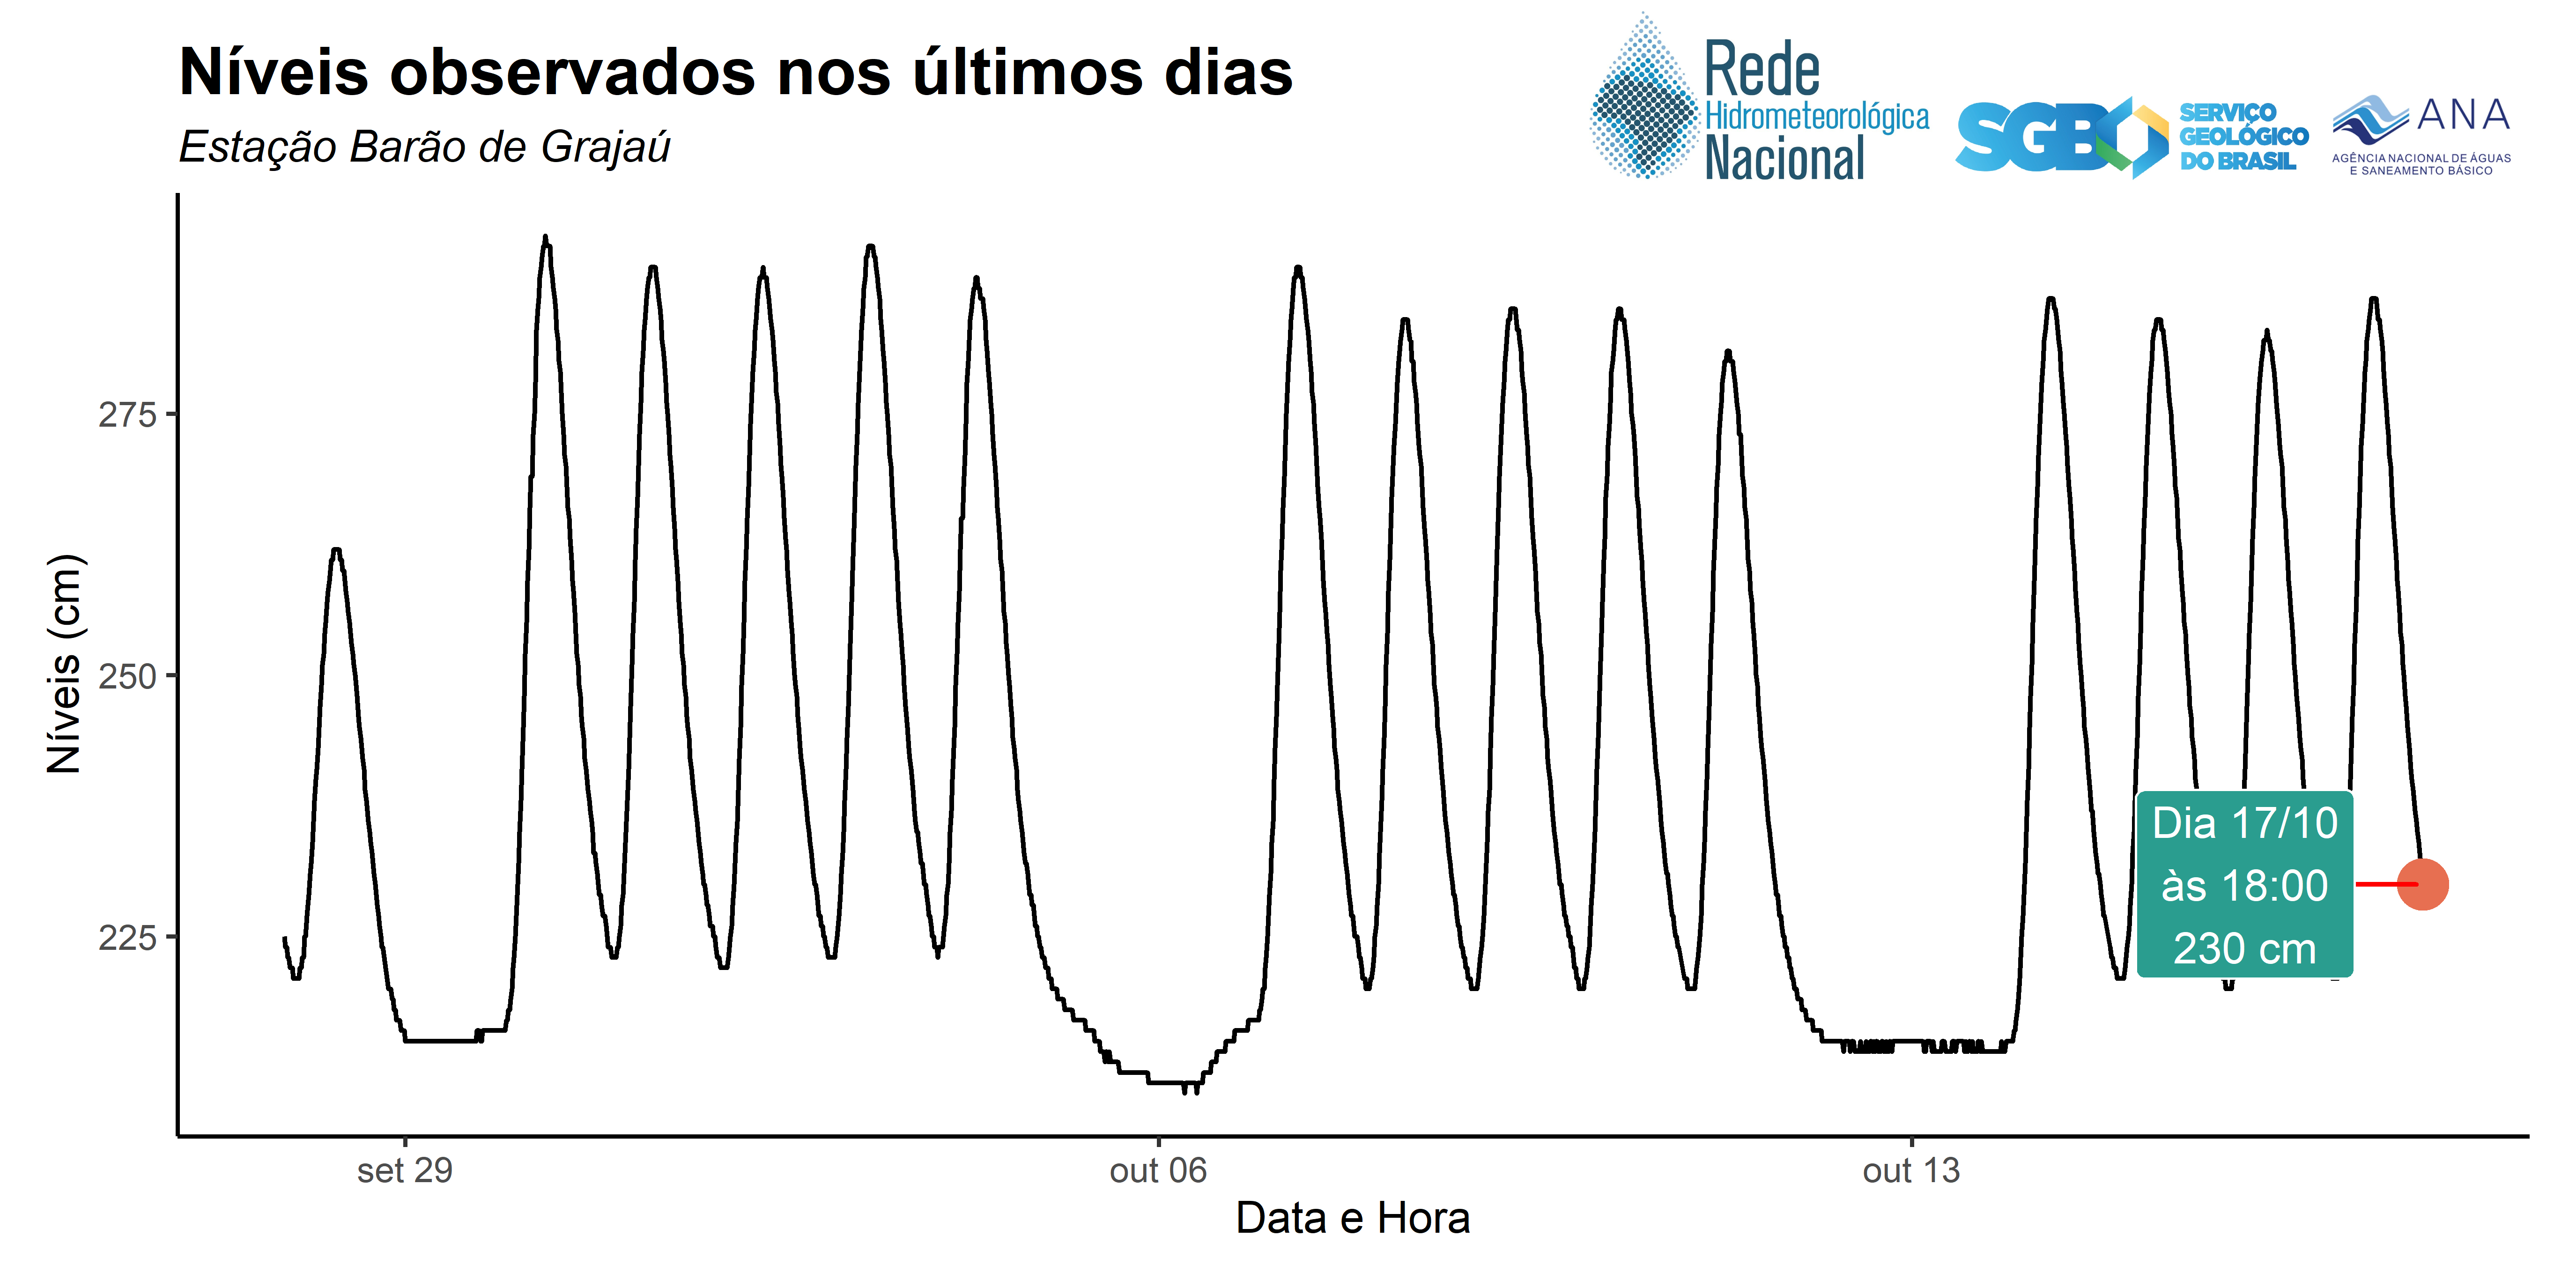 Níveis observados nos últimos dias
Estação Barão de Grajaú
Rede
Hidrometeorológica
Nacional
SGB
SERVIÇO
GEOLÓGICO
DO BRASIL
ANA
AGÊNCIA NACIONAL DE ÁGUAS
E SANEAMENTO BÁSICO
Níveis (cm)
275
250
225
Dia 17/10
às 18:00
230 cm
set 29
out 06
out 13
Data e Hora